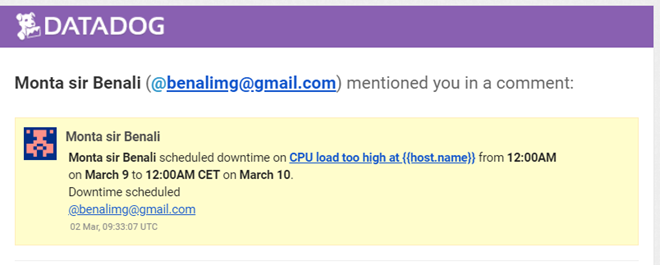 DATADOG
Monta sir Benali (@benalimg@gmail.com) mentioned you in a comment:
Monta sir Benali
Monta sir Benali scheduled downtime on CPU load too high at {{host.name}} from 12:00AM
on March 9 to 12:00AM CET on March 10.
Downtime scheduled
@benalimg@gmail.com
02 Mar, 09:33:07 UTC